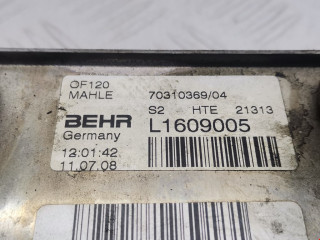 OF120
MAHLE 70310369/04
S2 - HTE 21313
BEHR L1609005
Germany
12:01:42
11.07.08